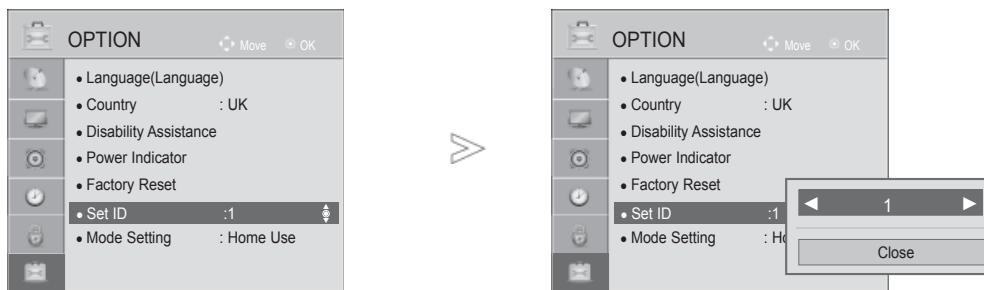 OPTION
Move OK
• Language(Language)
• Country : UK
• Disability Assistance
• Power Indicator
• Factory Reset
• Set ID :1
• Mode Setting : Home Use
OPTION
Move OK
• Language(Language)
• Country : UK
• Disability Assistance
• Power Indicator
• Factory Reset
• Set ID :1
• Mode Setting : Ho
◄ 1 ►
Close